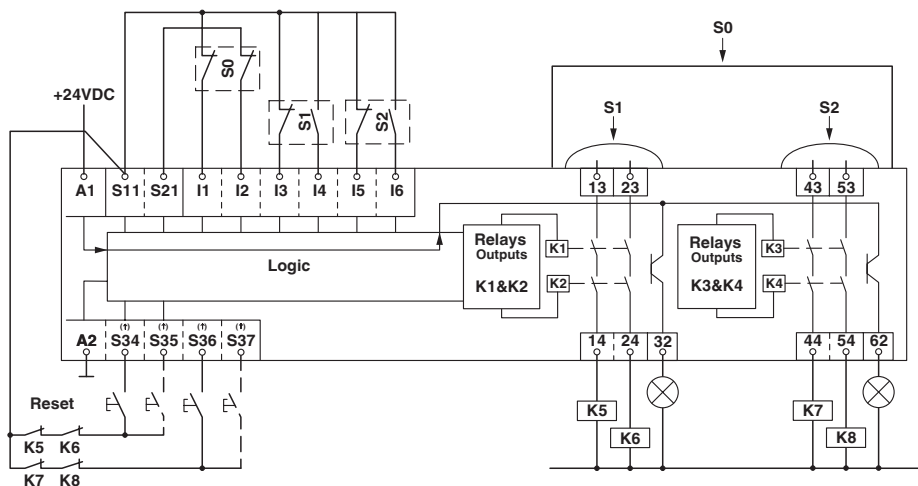 S0
S0
S1
S2
S1
S2
+24VDC
A1 S11 S21 I1 I2 I3 I4 I5 I6
13 23
43 53
Logic
Relays
Outputs
K1&K2
K1
K2
Relays
Outputs
K3&K4
K3
K4
A2 S34 S35 S36 S37
(↑) (↑) (↑) (↑)
14 24 32
44 54 62
Reset
K5 K6
K7 K8
K5
K6
K7
K8